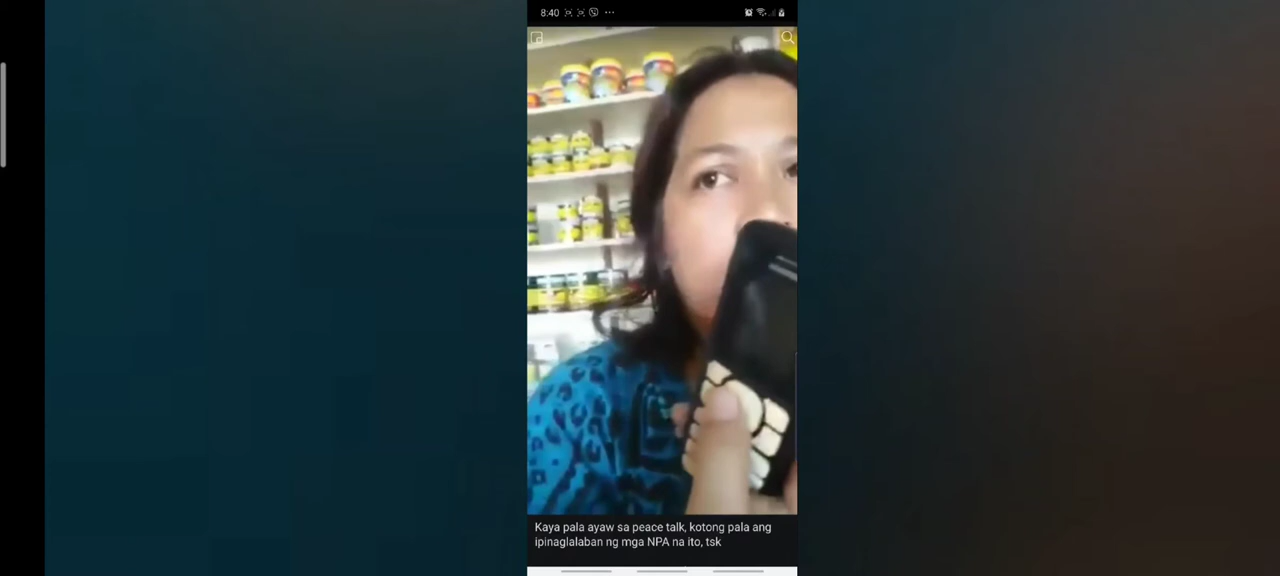 8:40
Kaya pala ayaw sa peace talk, kotong pala ang
ipinaglalaban ng mga NPA na ito, tsk